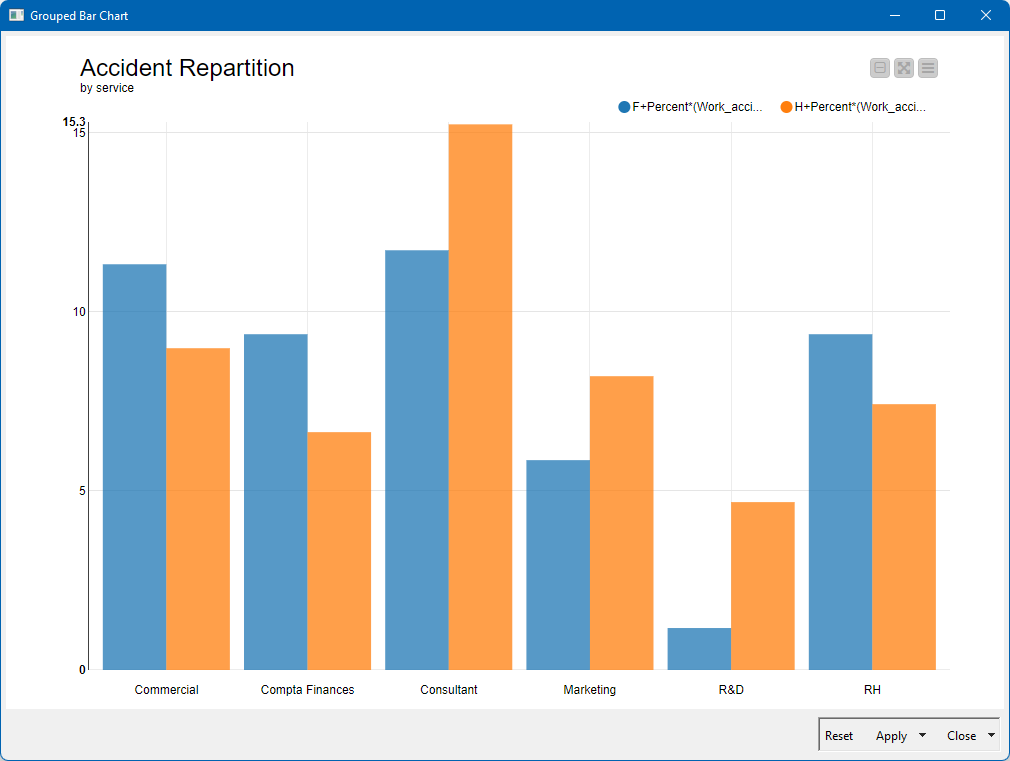 Grouped Bar Chart
Accident Repartition
by service
F+Percent*(Work_acci... H+Percent*(Work_acci...
15.3
15
10
5
0
Commercial Compta Finances Consultant Marketing R&D RH
Reset Apply Close